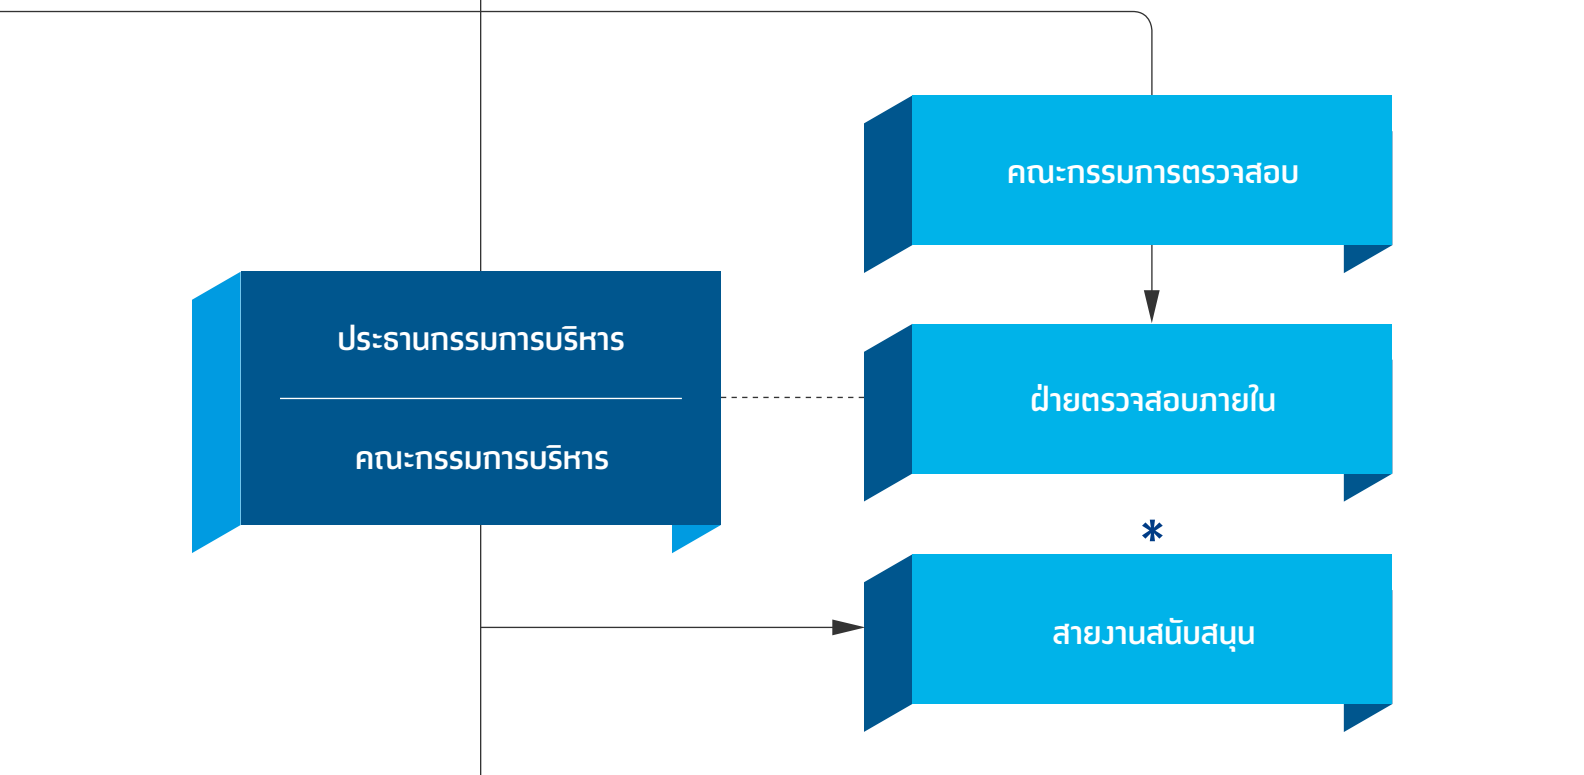 คณะกรรมการตรวจสอบ
ประธานกรรมการบริหาร
คณะกรรมการบริหาร
ฝ่ายตรวจสอบภายใน
*
สายงานสนับสนุน